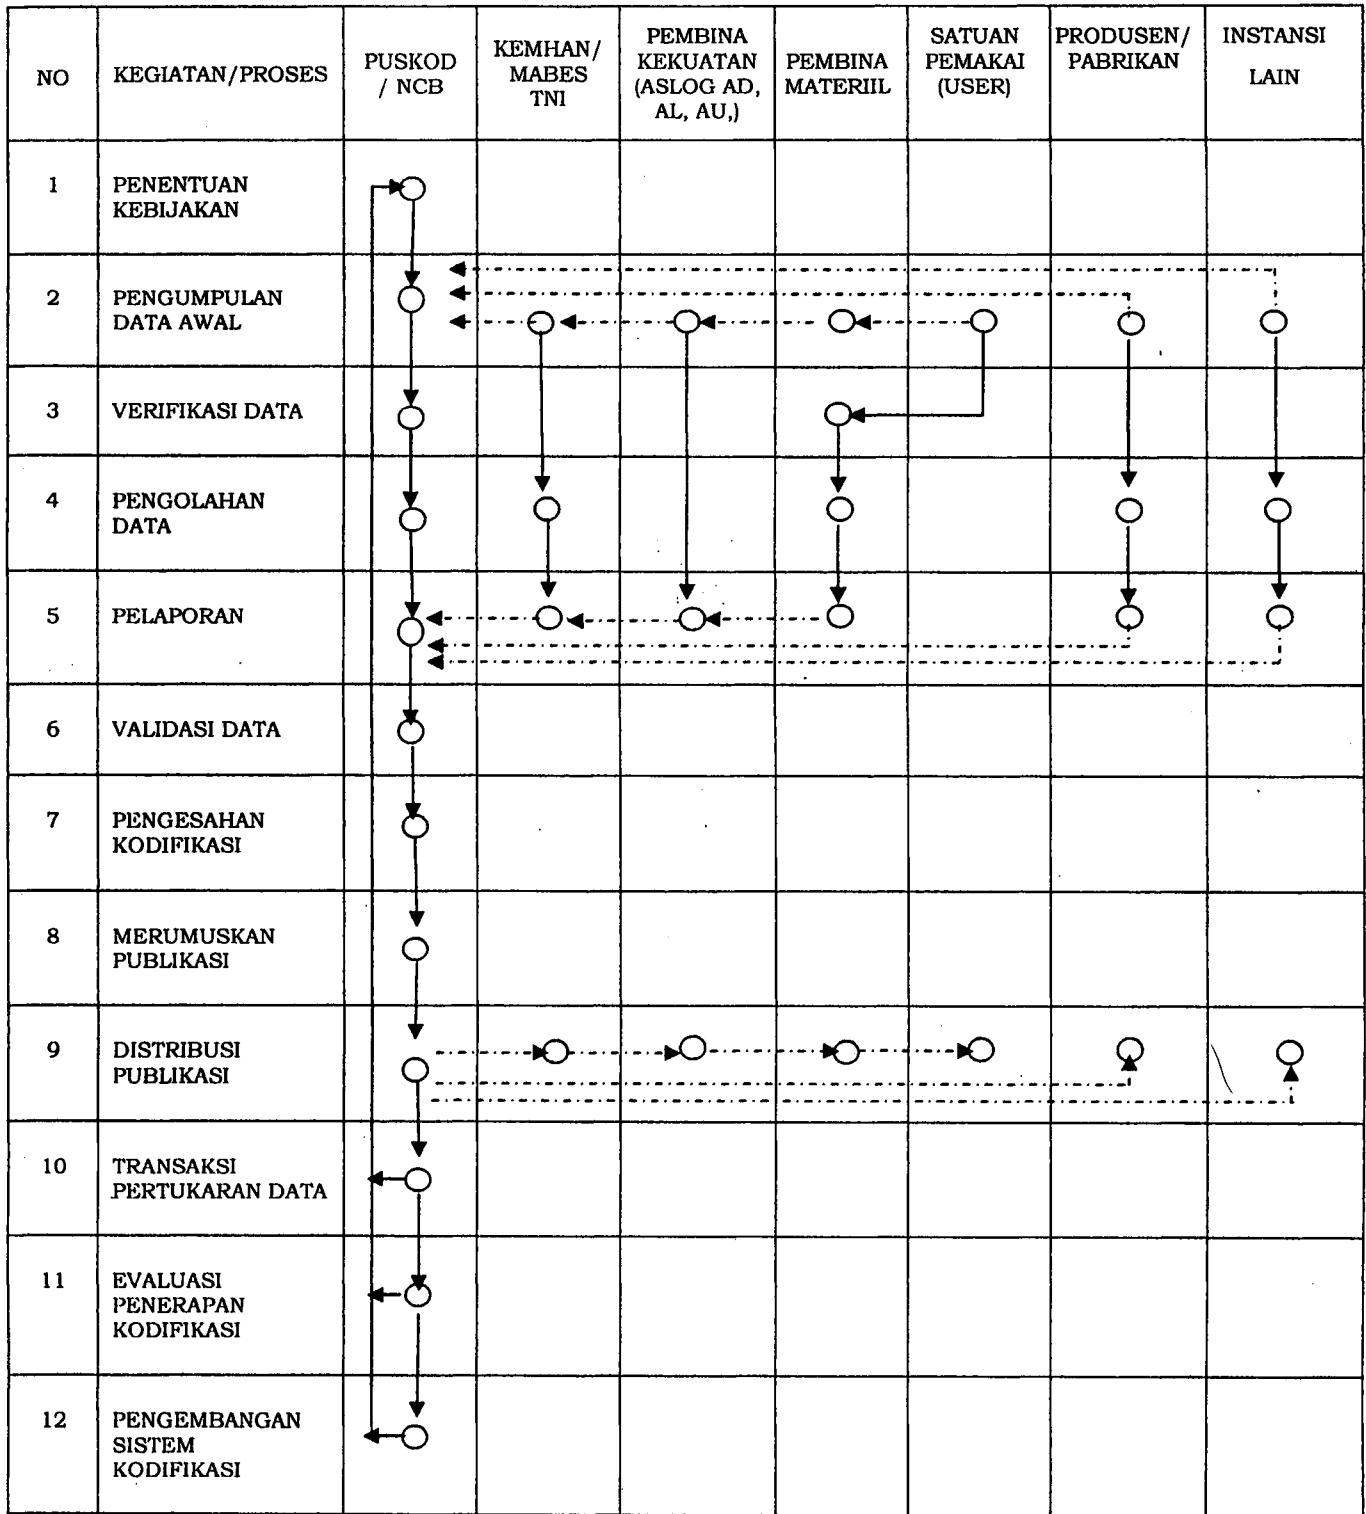 NO
KEGIATAN/PROSES
PUSKOD
/ NCB
KEMHAN/
MABES
TNI
PEMBINA
KEKUATAN
(ASLOG AD,
AL, AU,)
PEMBINA
MATERIIL
SATUAN
PEMAKAI
(USER)
PRODUSEN/
PABRIKAN
INSTANSI
LAIN
1
PENENTUAN
KEBIJAKAN
2
PENGUMPULAN
DATA AWAL
3
VERIFIKASI DATA
4
PENGOLAHAN
DATA
5
PELAPORAN
6
VALIDASI DATA
7
PENGESAHAN
KODIFIKASI
8
MERUMUSKAN
PUBLIKASI
9
DISTRIBUSI
PUBLIKASI
10
TRANSAKSI
PERTUKARAN DATA
11
EVALUASI
PENERAPAN
KODIFIKASI
12
PENGEMBANGAN
SISTEM
KODIFIKASI